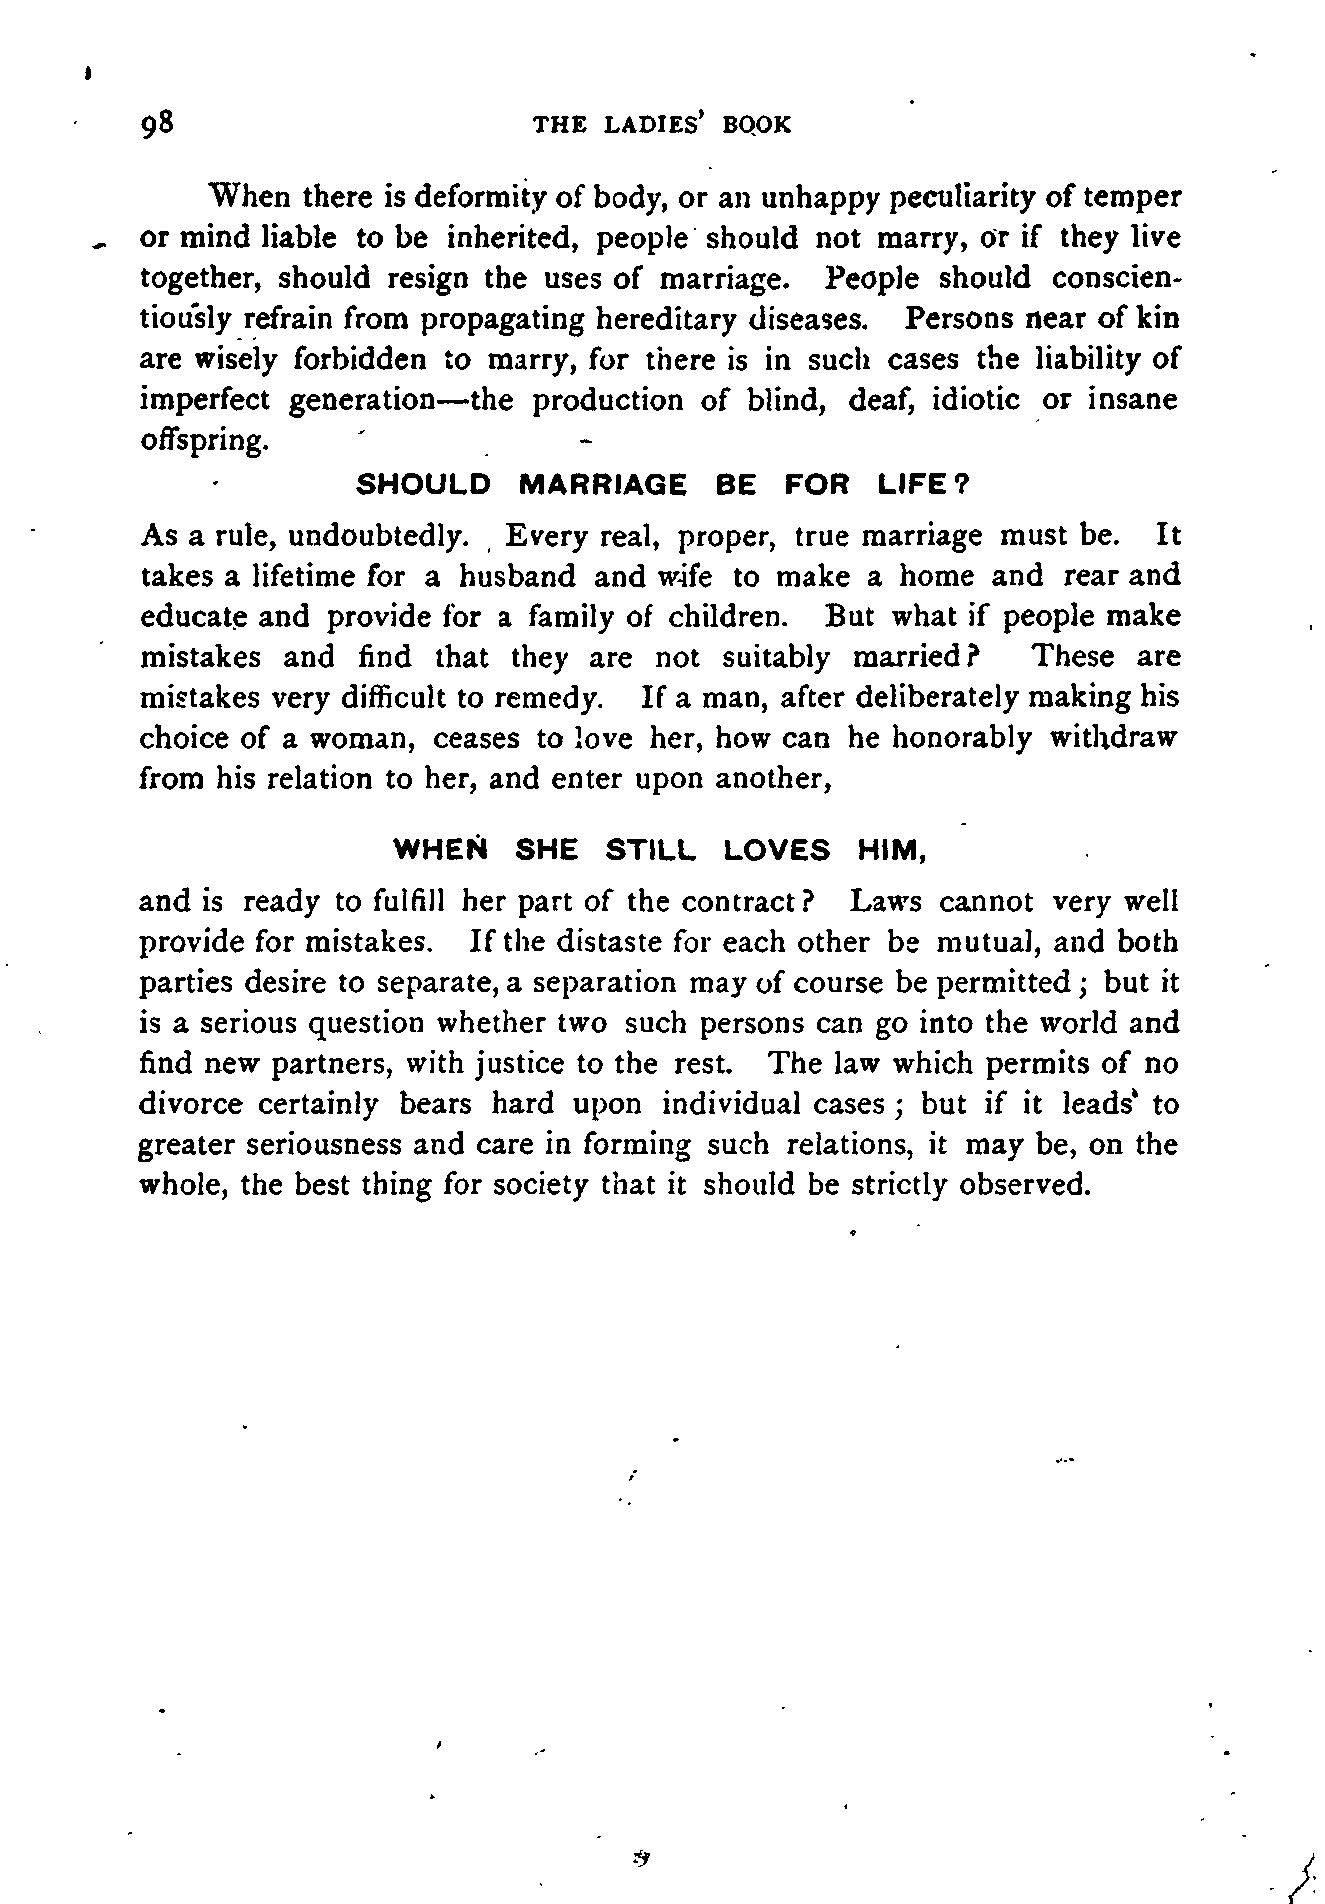 98 THE LADIES' BOOK
When there is deformity of body, or an unhappy peculiarity of temper
or mind liable to be inherited, people should not marry, or if they live
together, should resign the uses of marriage. People should conscien-
tiously refrain from propagating hereditary diseases. Persons near of kin
are wisely forbidden to marry, for there is in such cases the liability of
imperfect generation—the production of blind, deaf, idiotic or insane
offspring.
SHOULD MARRIAGE BE FOR LIFE?
As a rule, undoubtedly. Every real, proper, true marriage must be. It
takes a lifetime for a husband and wife to make a home and rear and
educate and provide for a family of children. But what if people make
mistakes and find that they are not suitably married? These are
mistakes very difficult to remedy. If a man, after deliberately making his
choice of a woman, ceases to love her, how can he honorably withdraw
from his relation to her, and enter upon another,
WHEN SHE STILL LOVES HIM,
and is ready to fulfill her part of the contract? Laws cannot very well
provide for mistakes. If the distaste for each other be mutual, and both
parties desire to separate, a separation may of course be permitted; but it
is a serious question whether two such persons can go into the world and
find new partners, with justice to the rest. The law which permits of no
divorce certainly bears hard upon individual cases; but if it leads to
greater seriousness and care in forming such relations, it may be, on the
whole, the best thing for society that it should be strictly observed.